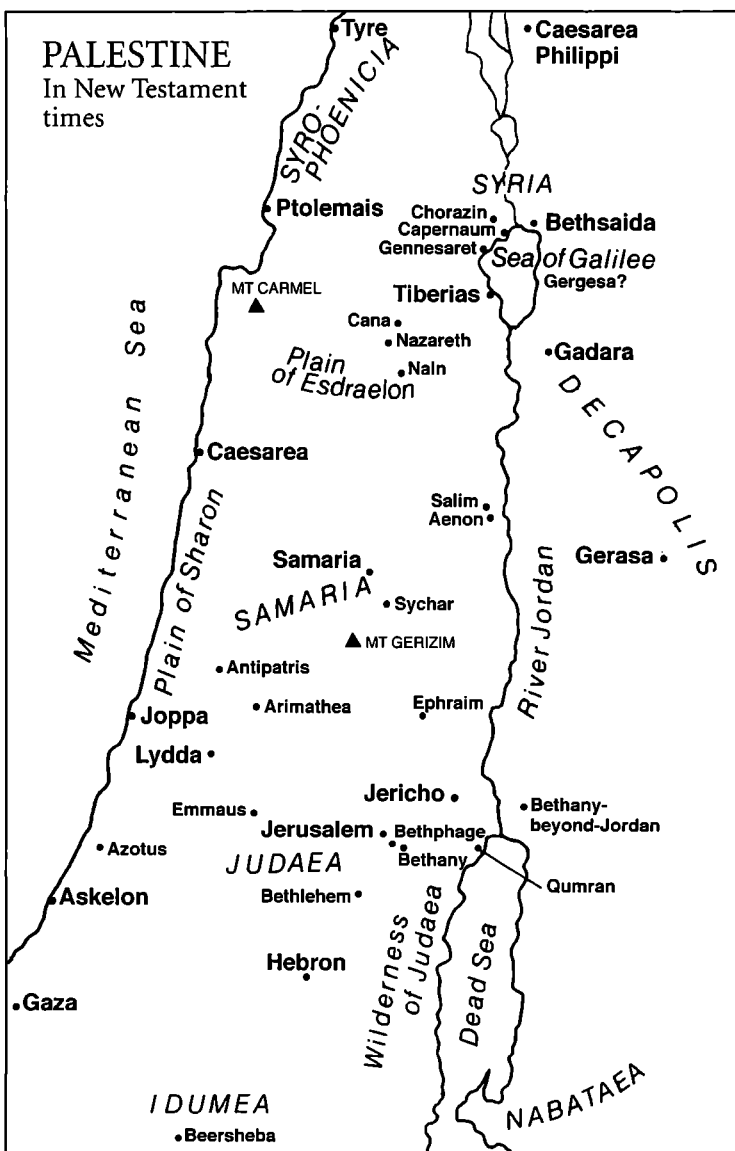 PALESTINE
In New Testament
times
Tyre
Caesarea
Philippi
SYRO-
PHOENICIA
SYRIA
Ptolemais
Chorazin
Capernaum
Bethsaida
Gennesaret
Sea of Galilee
Gergesa?
MT CARMEL
Tiberias
Cana
Nazareth
Plain
of Esdraelon
Nain
Gadara
DECAPOLIS
Mediterranean Sea
Caesarea
Plain of Sharon
Salim
Aenon
Samaria
Gerasa
SAMARIA
Sychar
River Jordan
MT GERIZIM
Antipatris
Arimathea
Ephraim
Joppa
Lydda
Jericho
Bethany-
beyond-Jordan
Emmaus
Jerusalem
Bethphage
Azotus
JUDAEA
Bethany
Qumran
Askelon
Bethlehem
Wilderness
of Judaea
Dead Sea
Hebron
Gaza
IDUMEA
NABATAEA
Beersheba